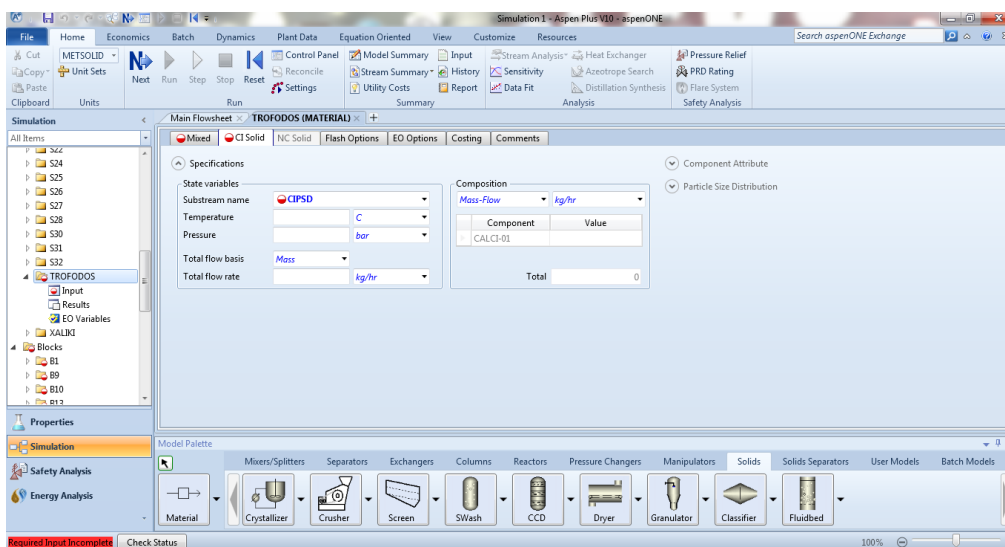 Simulation 1 - Aspen Plus V10 - aspenONE
File Home Economics Batch Dynamics Plant Data Equation Oriented View Customize Resources Search aspenONE Exchange
Cut METSOLID Control Panel Model Summary Input Stream Analysis Heat Exchanger Pressure Relief
Copy Unit Sets Next Run Step Stop Reset Reconcile Stream Summary History Sensitivity Azeotrope Search PRD Rating
Paste Settings Utility Costs Report Data Fit Distillation Synthesis Flare System
Clipboard Units Run Summary Analysis Safety Analysis
Simulation < Main Flowsheet × TROFODOS (MATERIAL) × +
All Items Mixed CI Solid NC Solid Flash Options EO Options Costing Comments
S22
S24
S25
S26
S27
S28
S30
S31
S32
TROFODOS
Input
Results
EO Variables
XALIKI
Blocks
B1
B9
B10
B13
Specifications
State variables
Substream name CIPSD
Temperature C
Pressure bar
Total flow basis Mass
Total flow rate kg/hr
Composition
Mass-Flow kg/hr
Component Value
CALCI-01
Total 0
Component Attribute
Particle Size Distribution
Properties
Simulation
Safety Analysis
Energy Analysis
Model Palette
Mixers/Splitters Separators Exchangers Columns Reactors Pressure Changers Manipulators Solids Solids Separators User Models Batch Models
Material Crystallizer Crusher Screen SWash CCD Dryer Granulator Classifier Fluidbed
Required Input Incomplete Check Status 100%